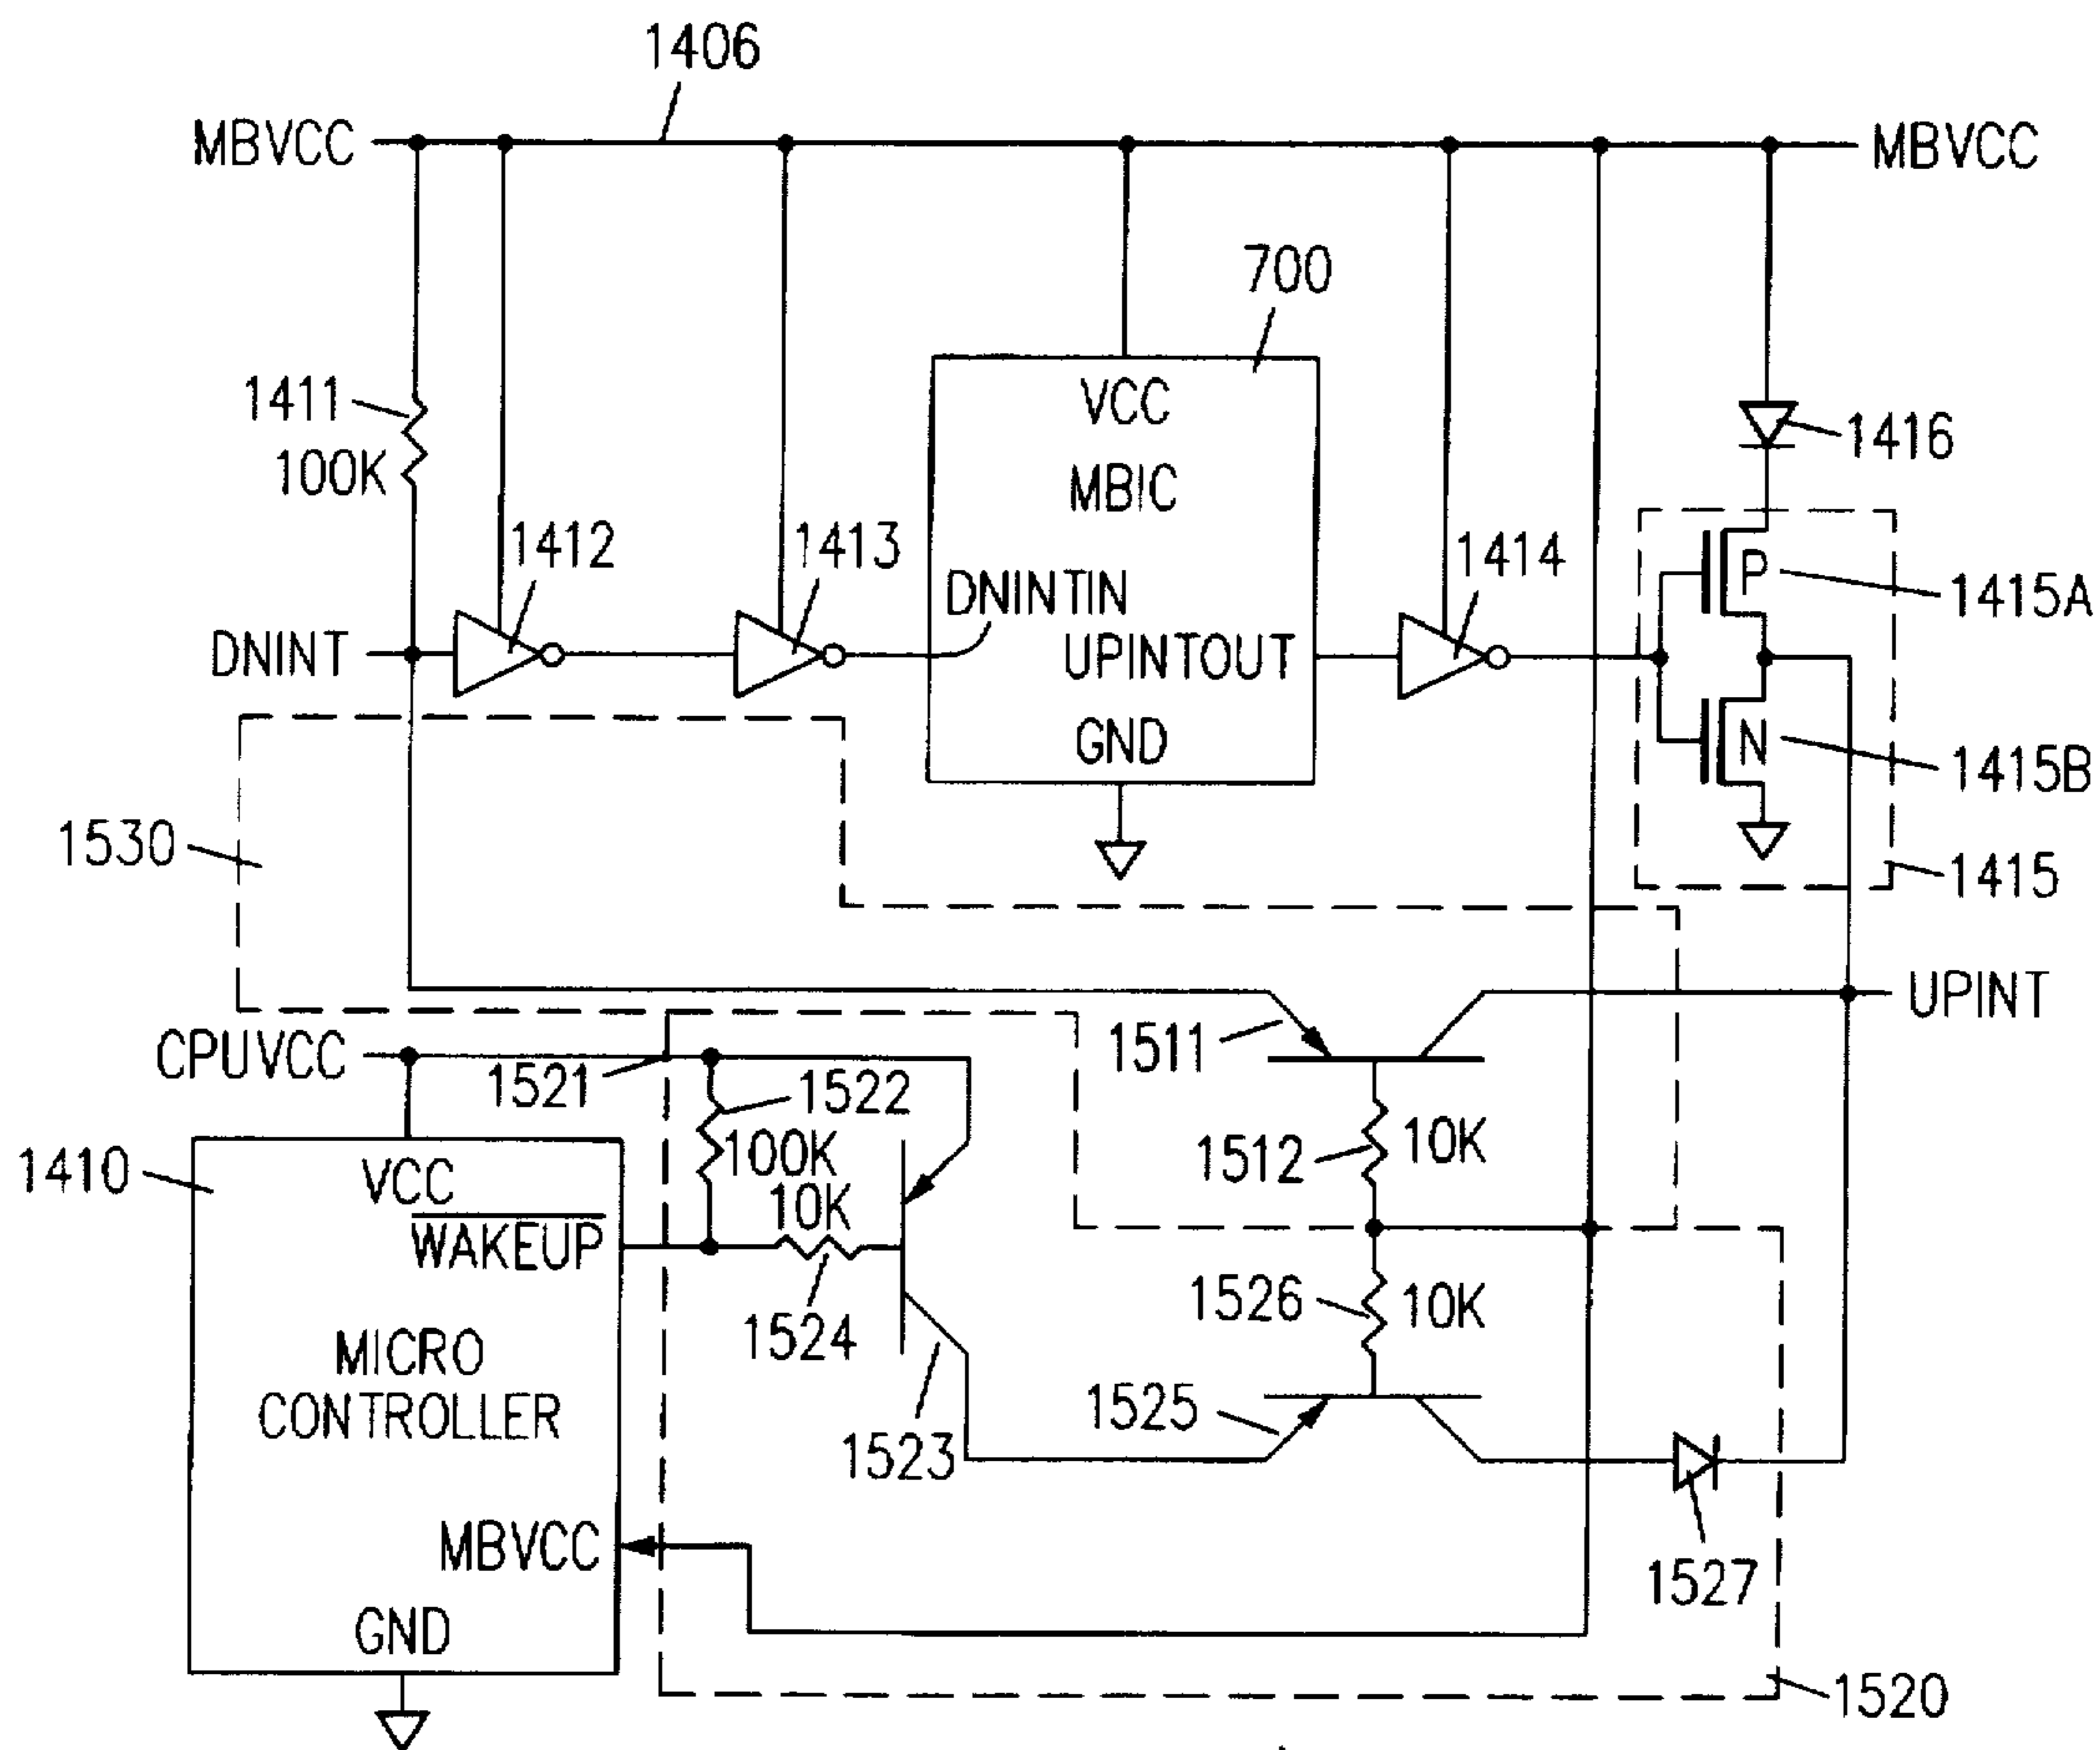 1406
MBVCC
MBVCC
700
1411
100K
VCC
MBIC
1416
1412
1413
DNINTIN
1414
P
1415A
DNINT
UPINTOUT
GND
N
1415B
1530
1415
UPINT
CPUVCC
1521
1522
1511
100K
10K
1512
10K
1410
VCC
WAKEUP
1524
1526
10K
MICRO
CONTROLLER
1523
1525
MBVCC
1527
GND
1520